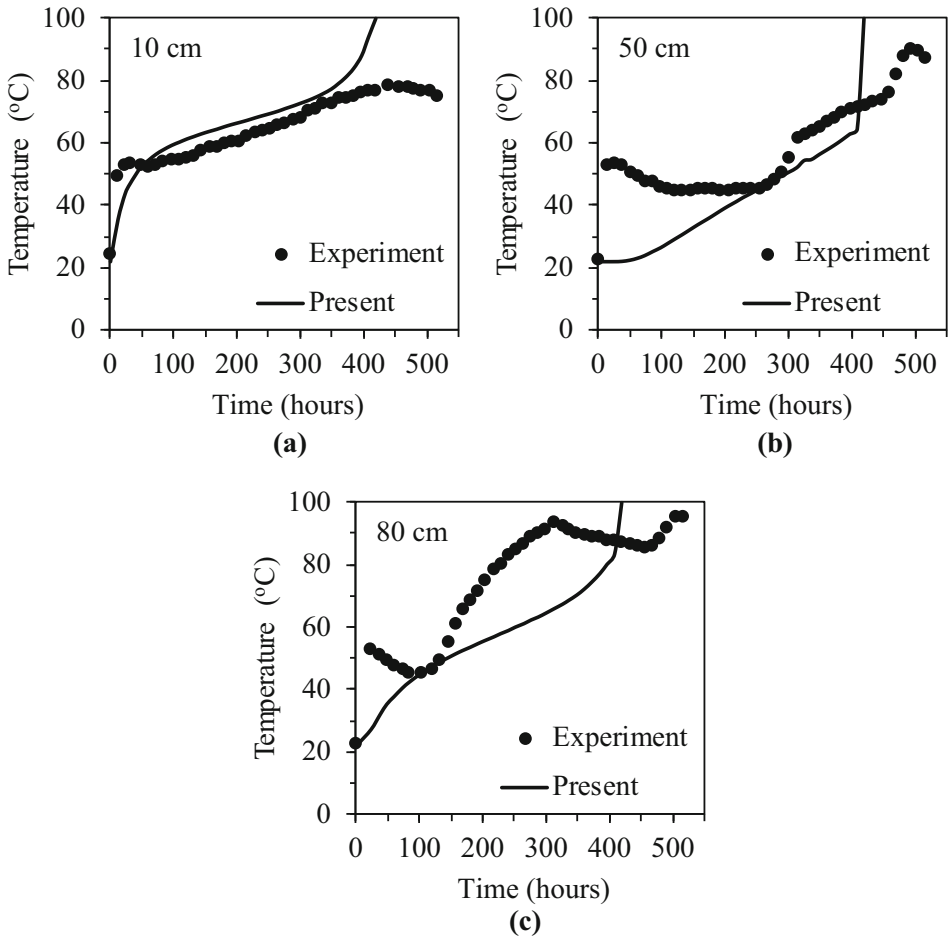 100
80
60
40
20
0
Temperature (°C)
10 cm
Experiment
Present
0 100 200 300 400 500
Time (hours)
(a)
100
80
60
40
20
0
Temperature (°C)
50 cm
Experiment
Present
0 100 200 300 400 500
Time (hours)
(b)
100
80
60
40
20
0
Temperature (°C)
80 cm
Experiment
Present
0 100 200 300 400 500
Time (hours)
(c)